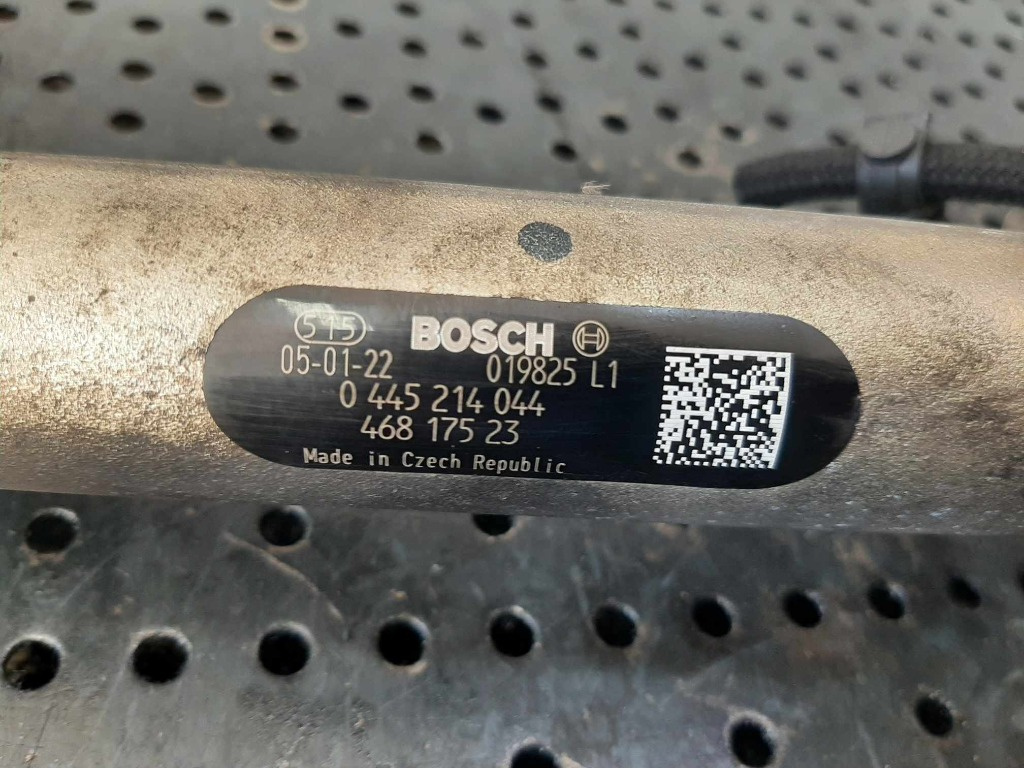 515 BOSCH
05-01-22 019825 L1
0 445 214 044
468 175 23
Made in Czech Republic